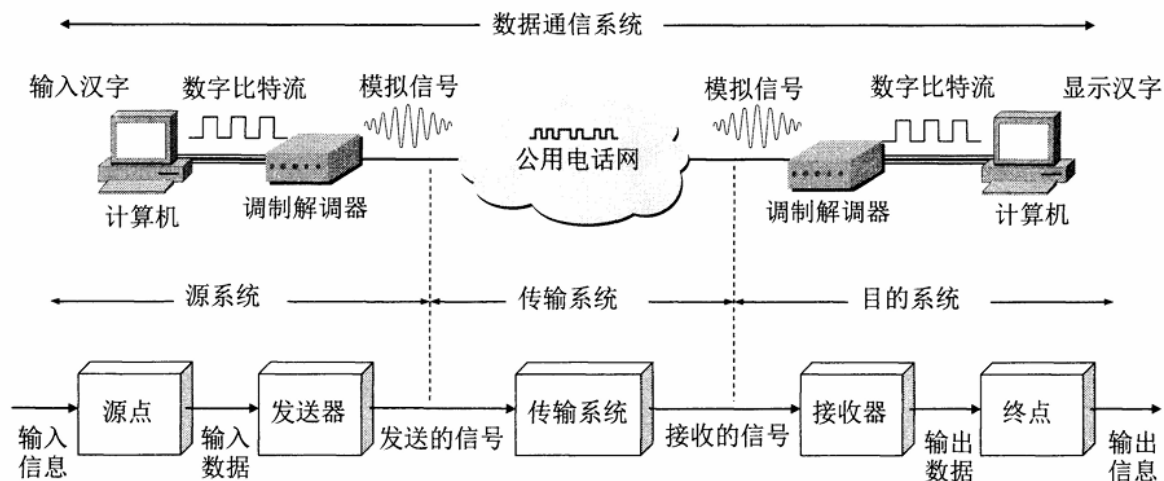 数据通信系统
输入汉字
数字比特流
模拟信号
模拟信号
数字比特流
显示汉字
公用电话网
计算机
调制解调器
调制解调器
计算机
源系统
传输系统
目的系统
源点
发送器
传输系统
接收器
终点
输入
信息
输入
数据
发送的信号
接收的信号
输出
数据
输出
信息